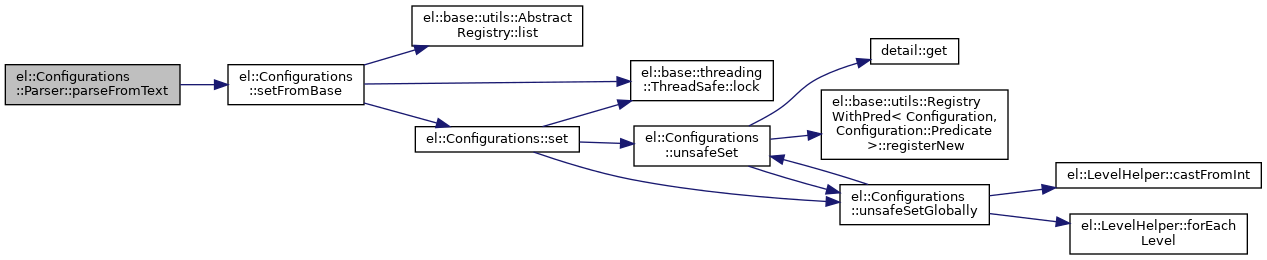 el::Configurations
::Parser::parseFromText
el::Configurations
::setFromBase
el::base::utils::Abstract
Registry::list
el::base::threading
::ThreadSafe::lock
el::Configurations::set
el::Configurations
::unsafeSet
detail::get
el::base::utils::Registry
WithPred< Configuration,
Configuration::Predicate
>::registerNew
el::Configurations
::unsafeSetGlobally
el::LevelHelper::castFromInt
el::LevelHelper::forEach
Level